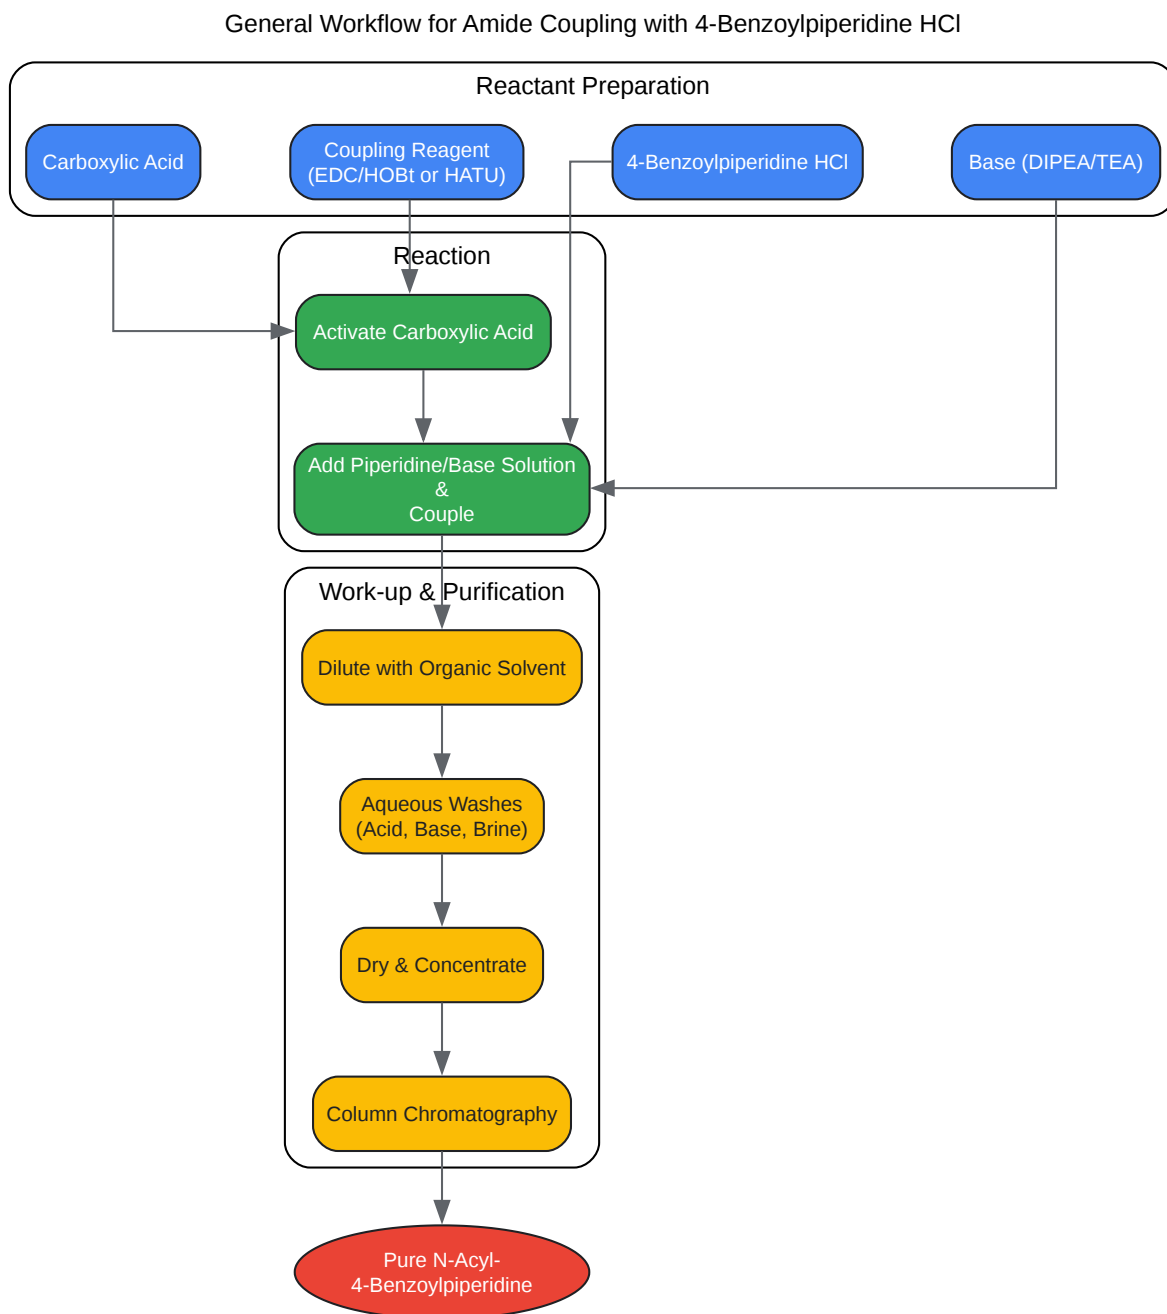 General Workflow for Amide Coupling with 4-Benzoylpiperidine HCl
Reactant Preparation
Carboxylic Acid
Coupling Reagent
(EDC/HOBt or HATU)
4-Benzoylpiperidine HCl
Base (DIPEA/TEA)
Reaction
Activate Carboxylic Acid
Add Piperidine/Base Solution
&
Couple
Work-up & Purification
Dilute with Organic Solvent
Aqueous Washes
(Acid, Base, Brine)
Dry & Concentrate
Column Chromatography
Pure N-Acyl-
4-Benzoylpiperidine